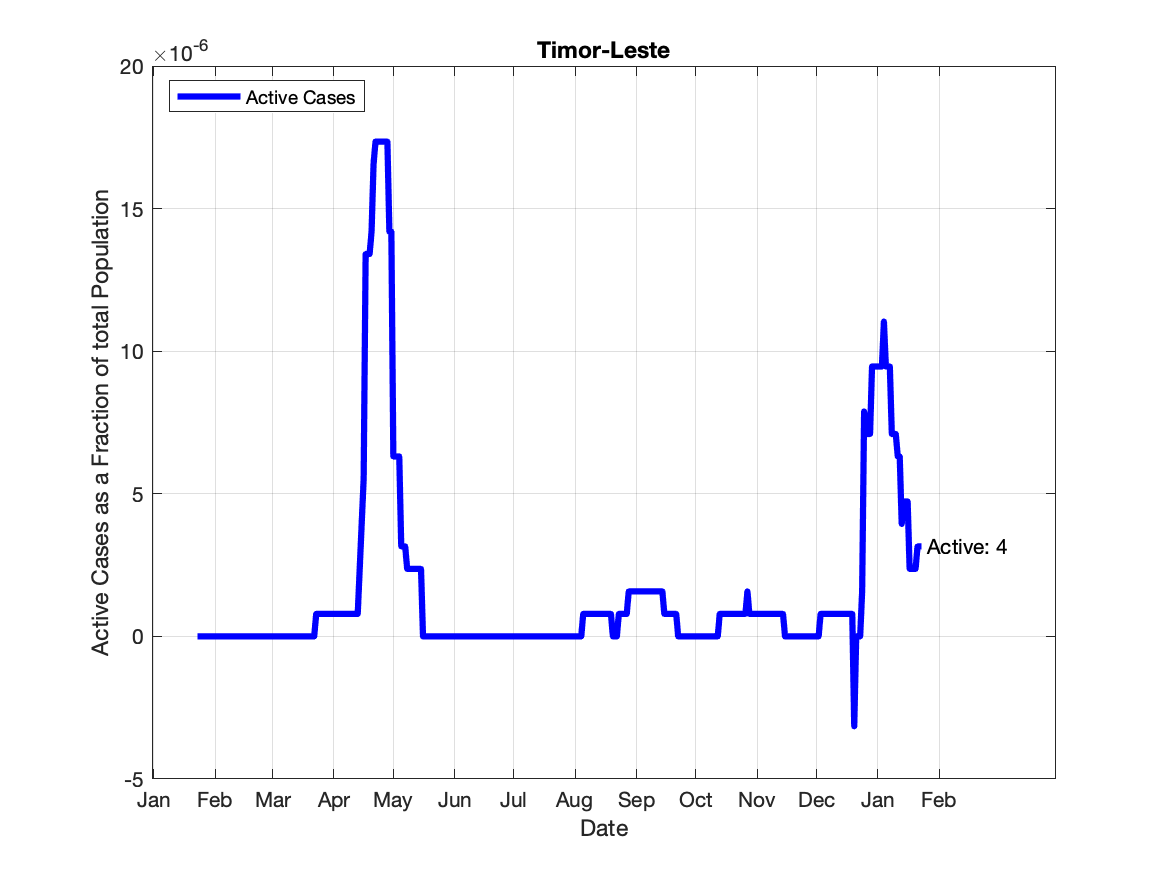 Timor-Leste
×10-6
20
15
10
5
0
-5
Active Cases
Active Cases as a Fraction of total Population
Active: 4
Jan Feb Mar Apr May Jun Jul Aug Sep Oct Nov Dec Jan Feb
Date